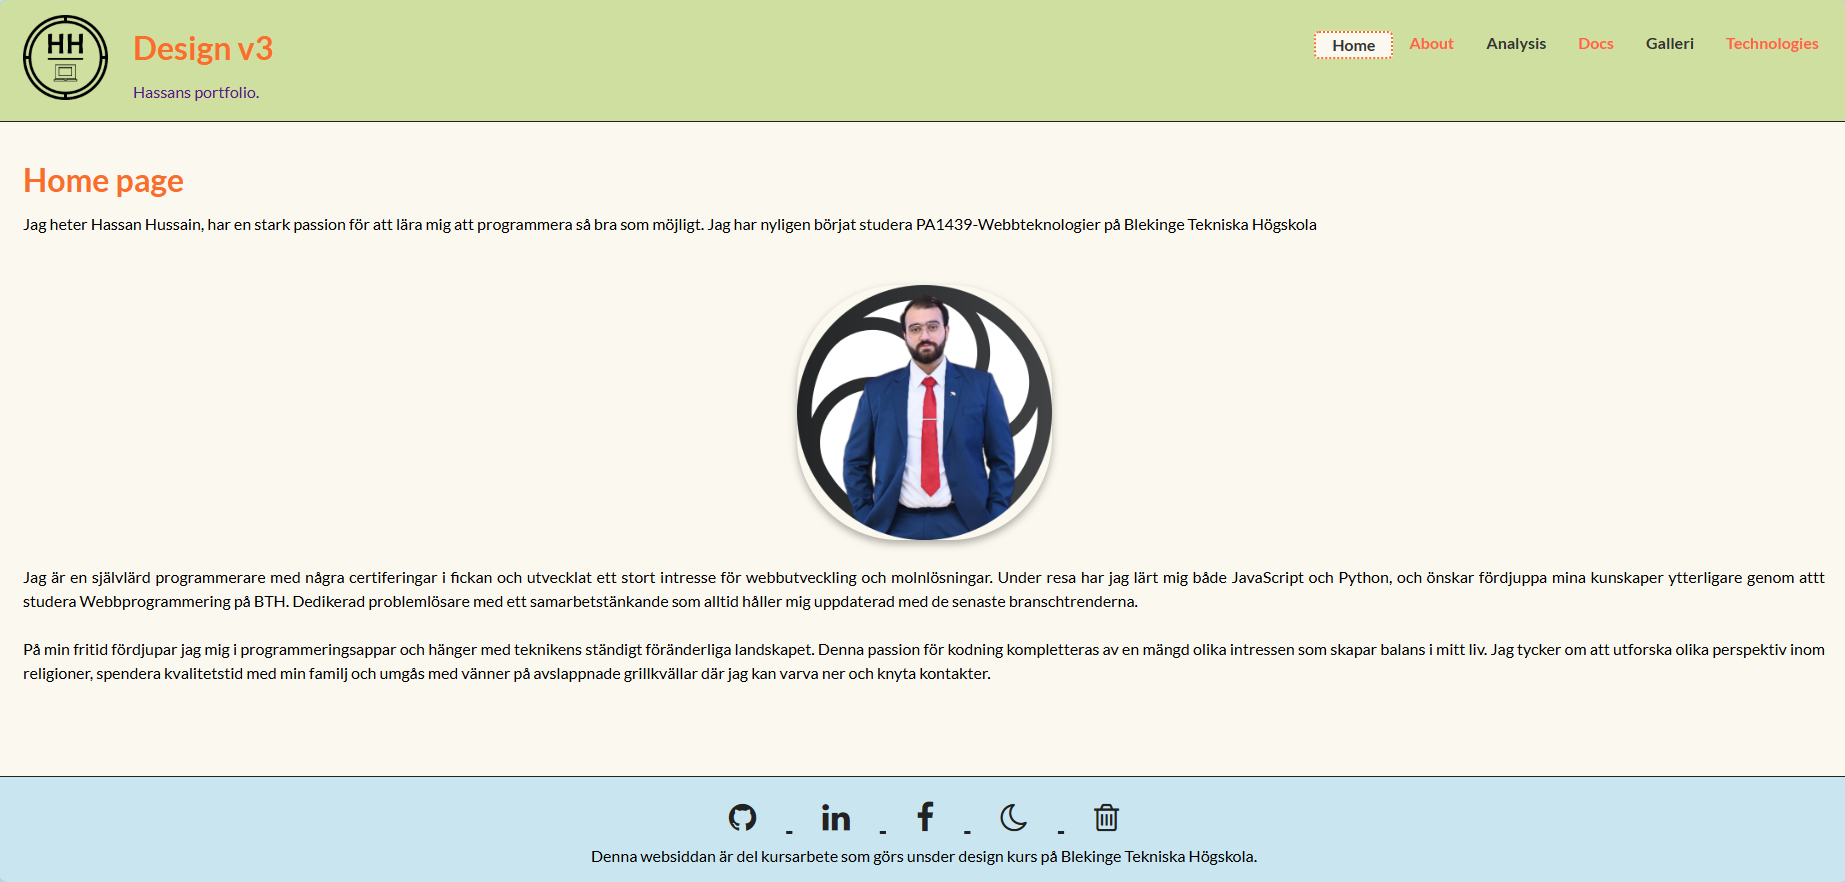 HH
Design v3
Hassans portfolio.
Home About Analysis Docs Galleri Technologies
Home page
Jag heter Hassan Hussain, har en stark passion för att lära mig att programmera så bra som möjligt. Jag har nyligen börjat studera PA1439-Webbteknologier på Blekinge Tekniska Högskola
Jag är en självlärd programmerare med några certiferingar i fickan och utvecklat ett stort intresse för webbutveckling och molnlösningar. Under resa har jag lärt mig både JavaScript och Python, och önskar fördjuppa mina kunskaper ytterligare genom attt
studera Webbprogrammering på BTH. Dedikerad problemlösare med ett samarbetstänkande som alltid håller mig uppdaterad med de senaste branschtrenderna.
På min fritid fördjupar jag mig i programmeringsappar och hänger med teknikens ständigt föränderliga landskapet. Denna passion för kodning kompletteras av en mängd olika intressen som skapar balans i mitt liv. Jag tycker om att utforska olika perspektiv inom
religioner, spendera kvalitetstid med min familj och umgås med vänner på avslappnade grillkvällar där jag kan varva ner och knyta kontakter.
Denna websiddan är del kursarbete som görs unsder design kurs på Blekinge Tekniska Högskola.